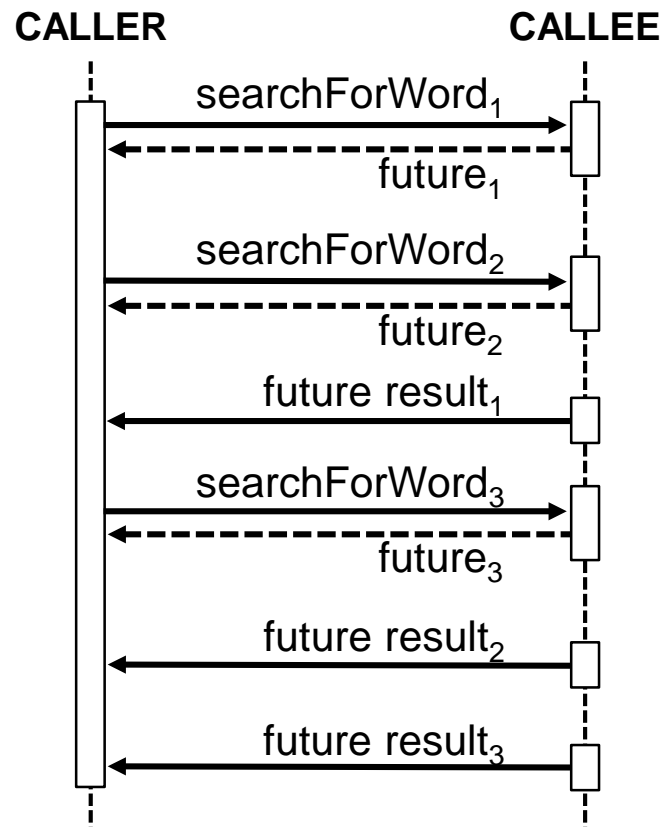 CALLER CALLEE
searchForWord₁
future₁
searchForWord₂
future₂
future result₁
searchForWord₃
future₃
future result₂
future result₃